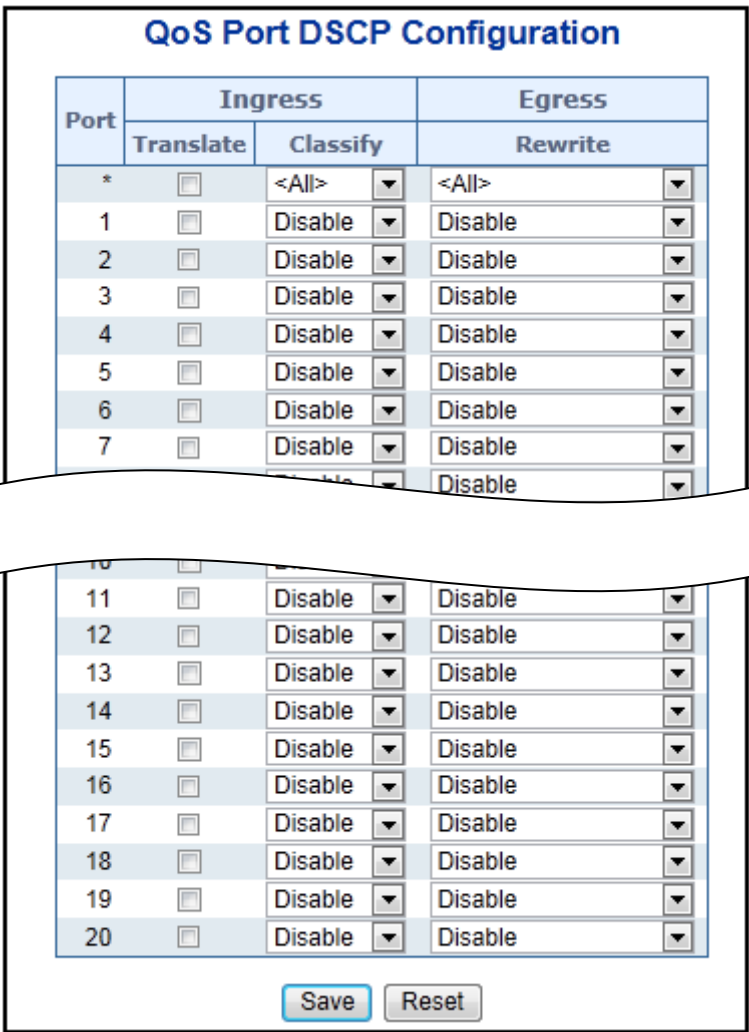 QoS Port DSCP Configuration
Port Ingress Egress
Translate Classify Rewrite
* <All> <All>
1 Disable Disable
2 Disable Disable
3 Disable Disable
4 Disable Disable
5 Disable Disable
6 Disable Disable
7 Disable Disable
Disable
10
11 Disable Disable
12 Disable Disable
13 Disable Disable
14 Disable Disable
15 Disable Disable
16 Disable Disable
17 Disable Disable
18 Disable Disable
19 Disable Disable
20 Disable Disable
Save Reset